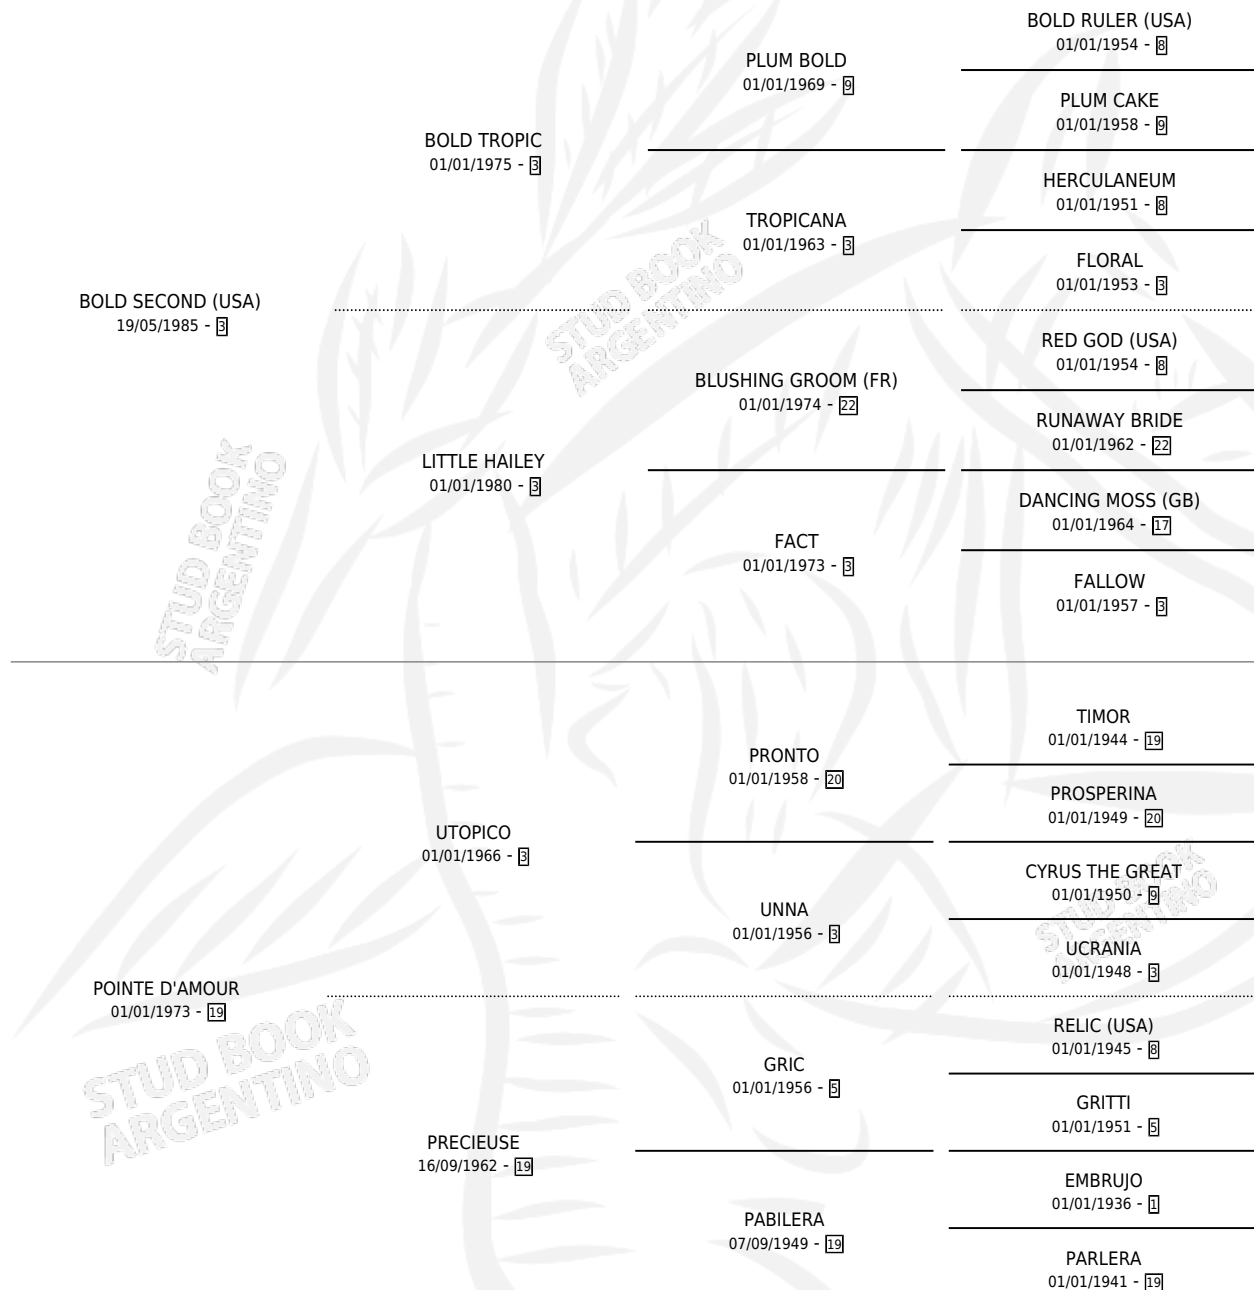 BOLD RULER (USA)
01/01/1954 - 8
PLUM BOLD
01/01/1969 - 9
PLUM CAKE
01/01/1958 - 9
BOLD TROPIC
01/01/1975 - 3
HERCULANEUM
01/01/1951 - 8
TROPICANA
01/01/1963 - 3
FLORAL
01/01/1953 - 3
BOLD SECOND (USA)
19/05/1985 - 3
RED GOD (USA)
01/01/1954 - 8
BLUSHING GROOM (FR)
01/01/1974 - 22
RUNAWAY BRIDE
01/01/1962 - 22
LITTLE HAILEY
01/01/1980 - 3
DANCING MOSS (GB)
01/01/1964 - 17
FACT
01/01/1973 - 3
FALLOW
01/01/1957 - 3
TIMOR
01/01/1944 - 19
PRONTO
01/01/1958 - 20
PROSPERINA
01/01/1949 - 20
UTOPICO
01/01/1966 - 3
CYRUS THE GREAT
01/01/1950 - 9
UNNA
01/01/1956 - 3
UCRANIA
01/01/1948 - 3
POINTE D'AMOUR
01/01/1973 - 19
RELIC (USA)
01/01/1945 - 8
GRIC
01/01/1956 - 5
GRITTI
01/01/1951 - 5
PRECIEUSE
16/09/1962 - 19
EMBRUJO
01/01/1936 - 1
PABILERA
07/09/1949 - 19
PARLERA
01/01/1941 - 19
STUD BOOK
ARGENTINO
STUD BOOK
ARGENTINO
STUD BOOK
ARGENTINO
STUD BOOK
ARGENTINO